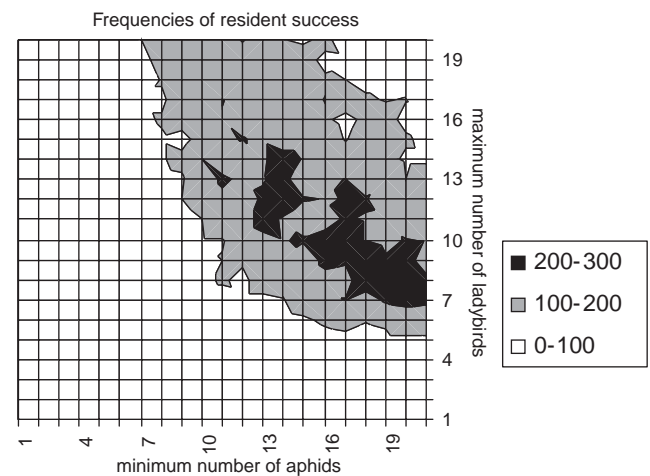 Frequencies of resident success
19
16
13
10
7
4
1
maximum number of ladybirds
200-300
100-200
0-100
1 4 7 10 13 16 19
minimum number of aphids